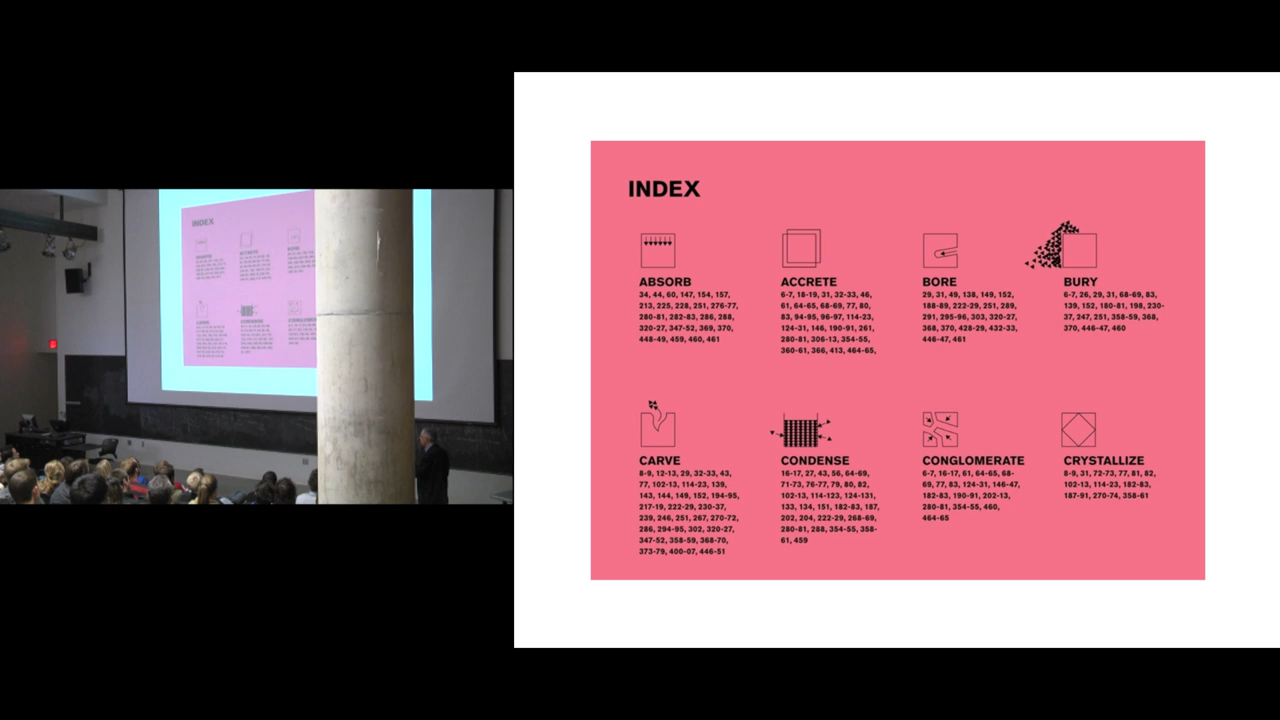 INDEX
ABSORB
34, 44, 60, 147, 154, 157,
213, 225, 228, 251, 276-77,
280-81, 282-83, 286, 288,
320-27, 347-52, 369, 370,
448-49, 459, 460, 461
ACCRETE
6-7, 18-19, 31, 32-33, 46,
61, 64-65, 68-69, 77, 80,
83, 94-95, 96-97, 114-23,
124-31, 146, 190-91, 261,
280-81, 306-13, 354-55,
360-61, 366, 413, 464-65,
BORE
29, 31, 49, 138, 149, 152,
188-89, 222-29, 251, 289,
291, 295-96, 303, 320-27,
368, 370, 428-29, 432-33,
446-47, 461
BURY
6-7, 26, 29, 31, 68-69, 83,
139, 152, 180-81, 198, 230-
37, 247, 251, 358-59, 368,
370, 446-47, 460
CARVE
8-9, 12-13, 29, 32-33, 43,
77, 102-13, 114-23, 139,
143, 144, 149, 152, 194-95,
217-19, 222-29, 230-37,
239, 246, 251, 267, 270-72,
286, 294-95, 302, 320-27,
347-52, 358-59, 368-70,
373-79, 400-07, 446-51
CONDENSE
16-17, 27, 43, 56, 64-69,
71-73, 76-77, 79, 80, 82,
102-13, 114-123, 124-131,
133, 134, 151, 182-83, 187,
202, 204, 222-29, 268-69,
280-81, 288, 354-55, 358-
61, 459
CONGLOMERATE
6-7, 16-17, 61, 64-65, 68-
69, 77, 83, 124-31, 146-47,
182-83, 190-91, 202-13,
280-81, 354-55, 460,
464-65
CRYSTALLIZE
8-9, 31, 72-73, 77, 81, 82,
102-13, 114-23, 182-83,
187-91, 270-74, 358-61
INDEX